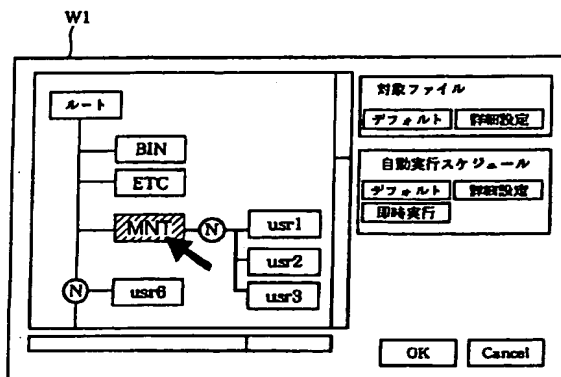 W1
ルート
BIN
ETC
MNT
N
usr1
usr2
usr3
N
usr6
対象ファイル
デフォルト 詳細設定
自動実行スケジュール
デフォルト 詳細設定
即時実行
OK Cancel